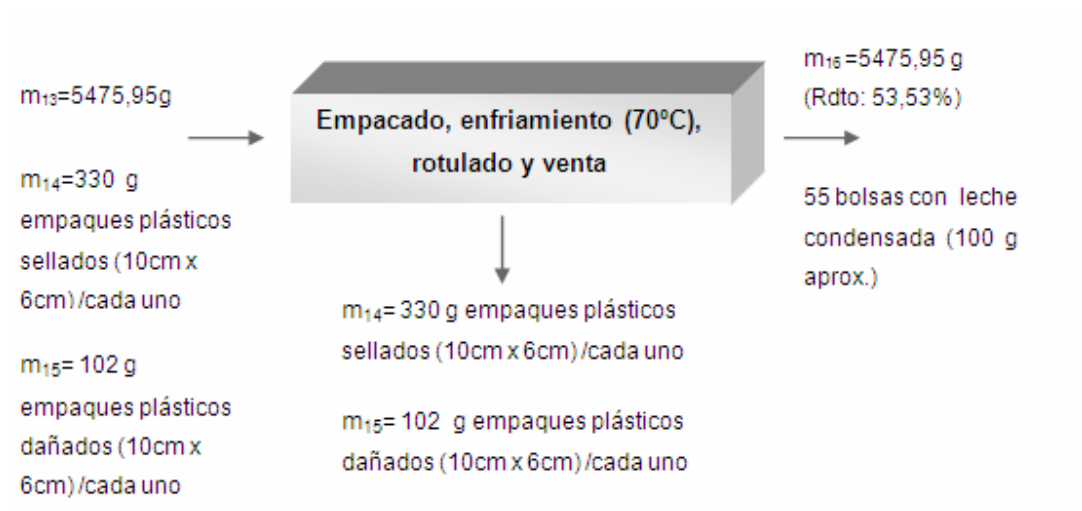 m₁₃=5475,95g
m₁₄=330 g
empaques plásticos
sellados (10cm x
6cm)/cada uno
m₁₅= 102 g
empaques plásticos
dañados (10cm x
6cm)/cada uno
Empacado, enfriamiento (70ºC),
rotulado y venta
m₁₄= 330 g empaques plásticos
sellados (10cm x 6cm)/cada uno
m₁₅= 102 g empaques plásticos
dañados (10cm x 6cm)/cada uno
m₁₆=5475,95 g
(Rdto: 53,53%)
55 bolsas con leche
condensada (100 g
aprox.)